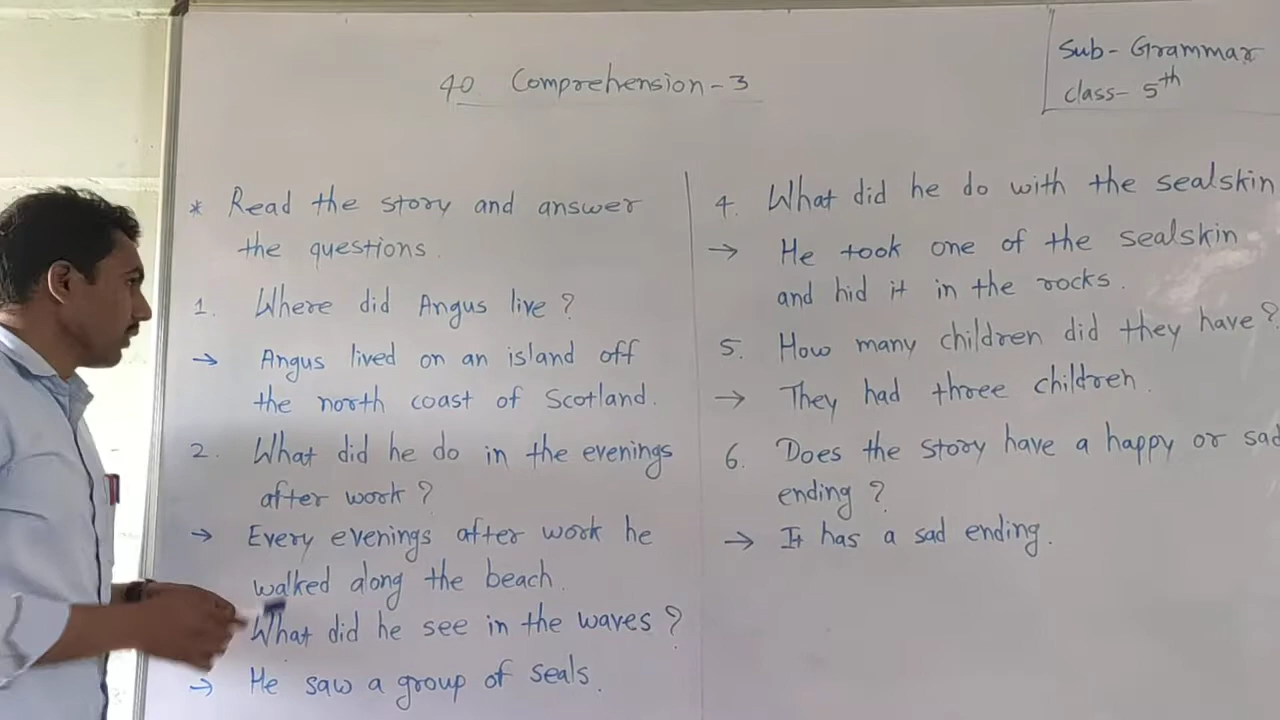 40 Comprehension-3
Sub- Grammar
Class- 5th
* Read the story and answer
the questions.
1. Where did Angus live?
→ Angus lived on an island off
the north coast of Scotland.
2. What did he do in the evenings
after work?
→ Every evenings after work he
walked along the beach.
What did he see in the waves?
→ He saw a group of seals.
4. What did he do with the sealskin
→ He took one of the sealskin
and hid it in the rocks.
5. How many children did they have?
→ They had three children.
6. Does the story have a happy or sad
ending?
→ It has a sad ending.